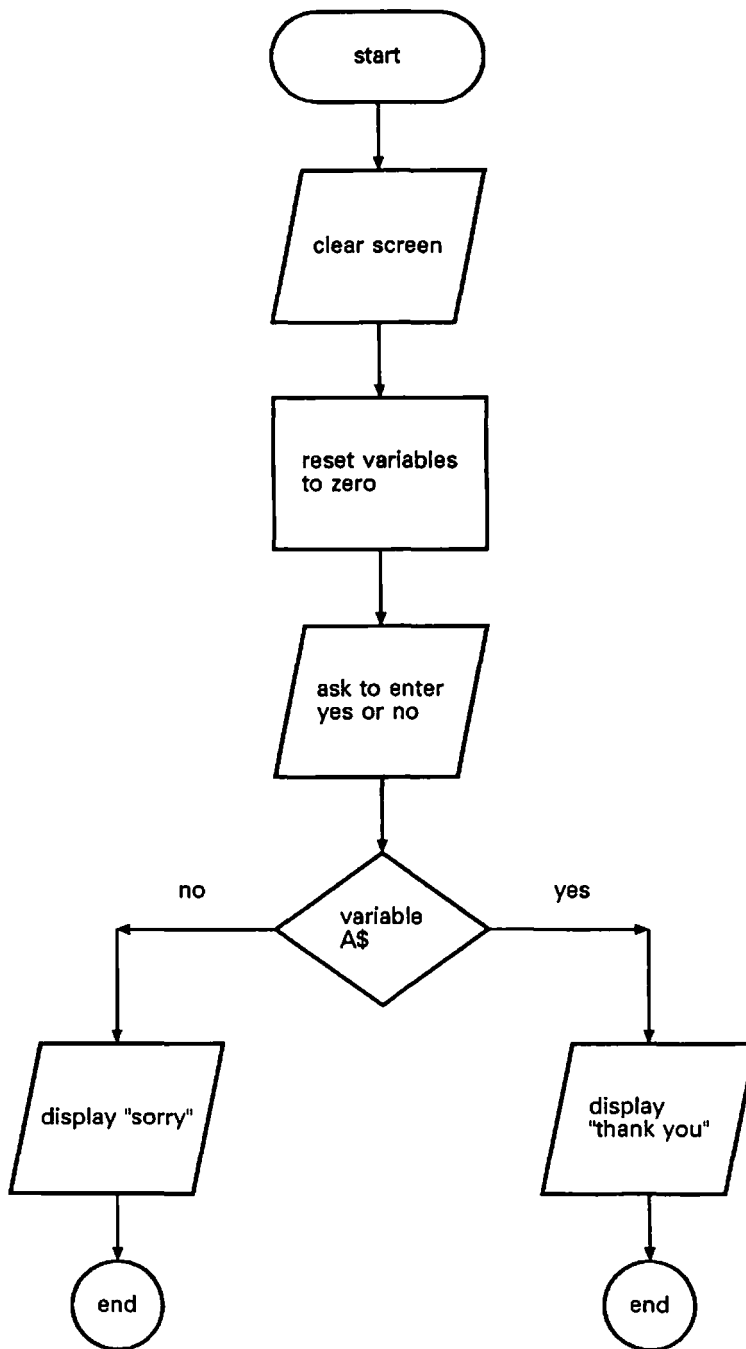 start
clear screen
reset variables
to zero
ask to enter
yes or no
no
yes
variable
A$
display "sorry"
display
"thank you"
end
end